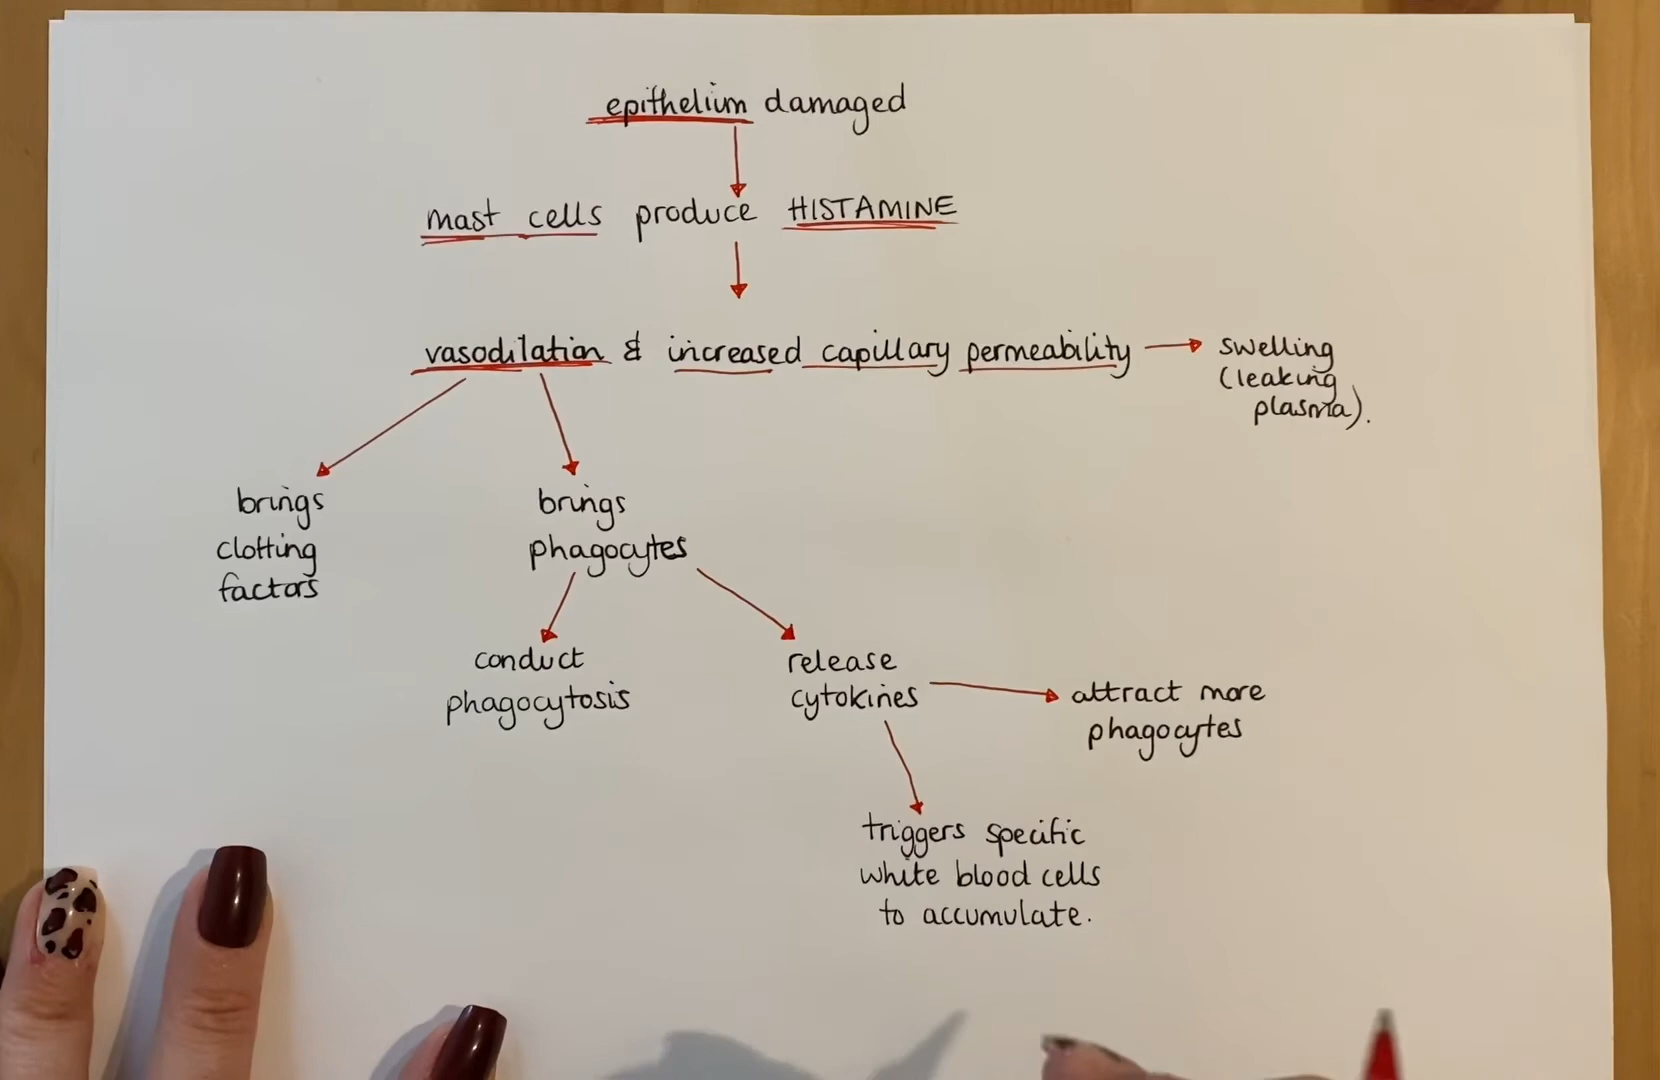 epithelium damaged
mast cells produce HISTAMINE
vasodilation & increased capillary permeability
swelling
(leaking
plasma).
brings
clotting
factors
brings
phagocytes
conduct
phagocytosis
release
cytokines
attract more
phagocytes
triggers specific
white blood cells
to accumulate.